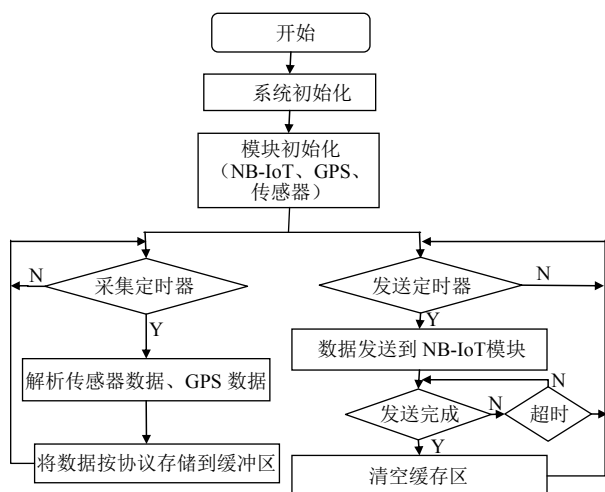 开始
系统初始化
模块初始化
（NB-IoT、GPS、
传感器）
N
采集定时器
Y
解析传感器数据、GPS 数据
将数据按协议存储到缓冲区
发送定时器
N
Y
数据发送到 NB-IoT模块
N
发送完成
N
超时
Y
清空缓存区